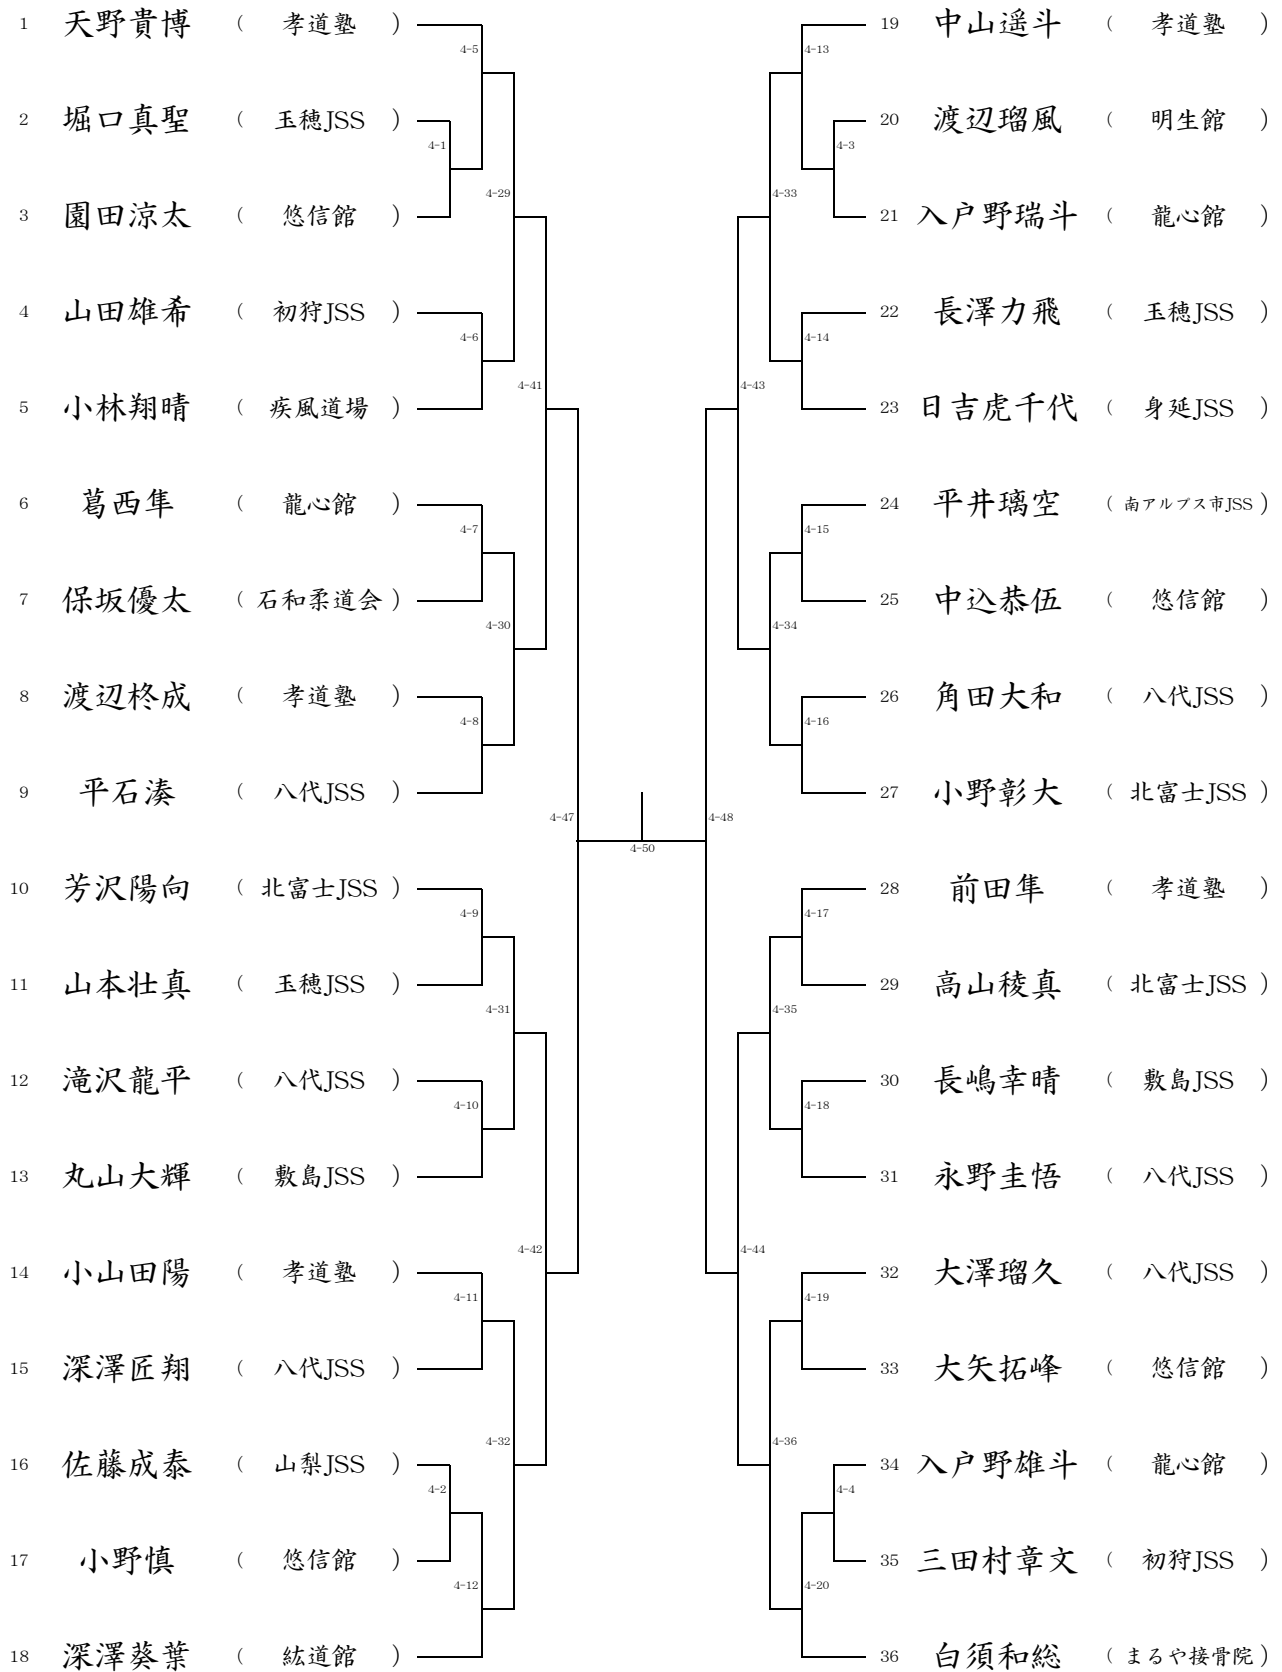 1 天野貴博 ( 孝道塾 )
4-5
2 堀口真聖 ( 玉穂JSS )
4-1
4-29
3 園田涼太 ( 悠信館 )
4 山田雄希 ( 初狩JSS )
4-6
4-41
5 小林翔晴 ( 疾風道場 )
6 葛西隼 ( 龍心館 )
4-7
7 保坂優太 ( 石和柔道会 )
4-30
8 渡辺柊成 ( 孝道塾 )
4-8
9 平石湊 ( 八代JSS )
4-47
10 芳沢陽向 ( 北富士JSS )
4-9
11 山本壮真 ( 玉穂JSS )
4-31
12 滝沢龍平 ( 八代JSS )
4-10
13 丸山大輝 ( 敷島JSS )
4-42
14 小山田陽 ( 孝道塾 )
4-11
15 深澤匠翔 ( 八代JSS )
4-32
16 佐藤成泰 ( 山梨JSS )
4-2
17 小野慎 ( 悠信館 )
4-12
18 深澤葵葉 ( 紘道館 )
4-50
19 中山遥斗 ( 孝道塾 )
4-13
20 渡辺瑠風 ( 明生館 )
4-3
4-33
21 入戸野瑞斗 ( 龍心館 )
22 長澤力飛 ( 玉穂JSS )
4-14
4-43
23 日吉虎千代 ( 身延JSS )
24 平井璃空 ( 南アルプス市JSS )
4-15
25 中込恭伍 ( 悠信館 )
4-34
26 角田大和 ( 八代JSS )
4-16
27 小野彰大 ( 北富士JSS )
4-48
28 前田隼 ( 孝道塾 )
4-17
29 高山稜真 ( 北富士JSS )
4-35
30 長嶋幸晴 ( 敷島JSS )
4-18
31 永野圭悟 ( 八代JSS )
4-44
32 大澤瑠久 ( 八代JSS )
4-19
33 大矢拓峰 ( 悠信館 )
4-36
34 入戸野雄斗 ( 龍心館 )
4-4
35 三田村章文 ( 初狩JSS )
4-20
36 白須和総 ( まるや接骨院 )